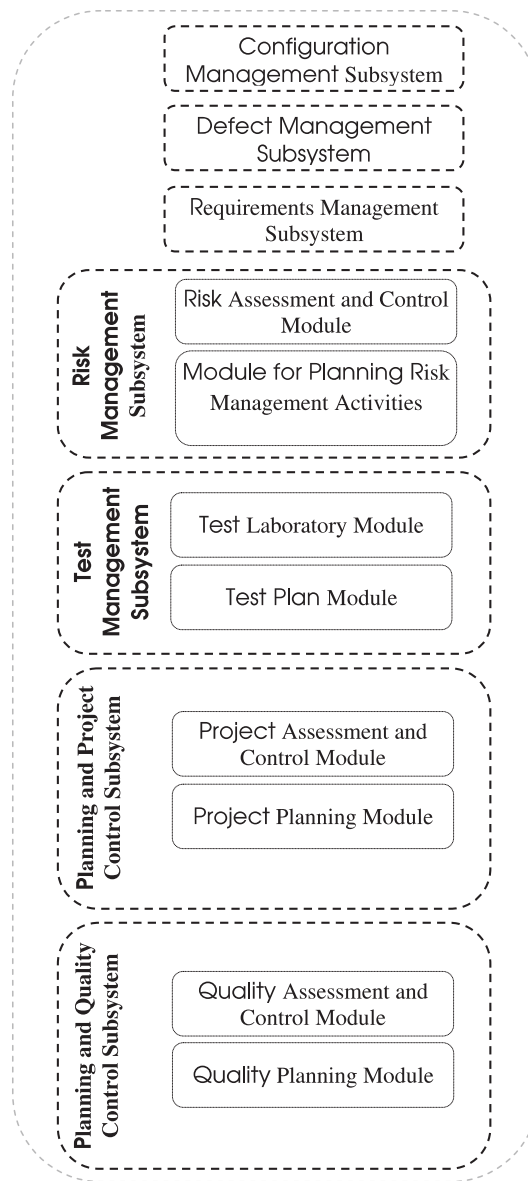 Configuration
Management Subsystem
Defect Management
Subsystem
Requirements Management
Subsystem
Risk
Management
Subsystem
Risk Assessment and Control
Module
Module for Planning Risk
Management Activities
Test
Management
Subsystem
Test Laboratory Module
Test Plan Module
Planning and Project
Control Subsystem
Project Assessment and
Control Module
Project Planning Module
Planning and Quality
Control Subsystem
Quality Assessment and
Control Module
Quality Planning Module